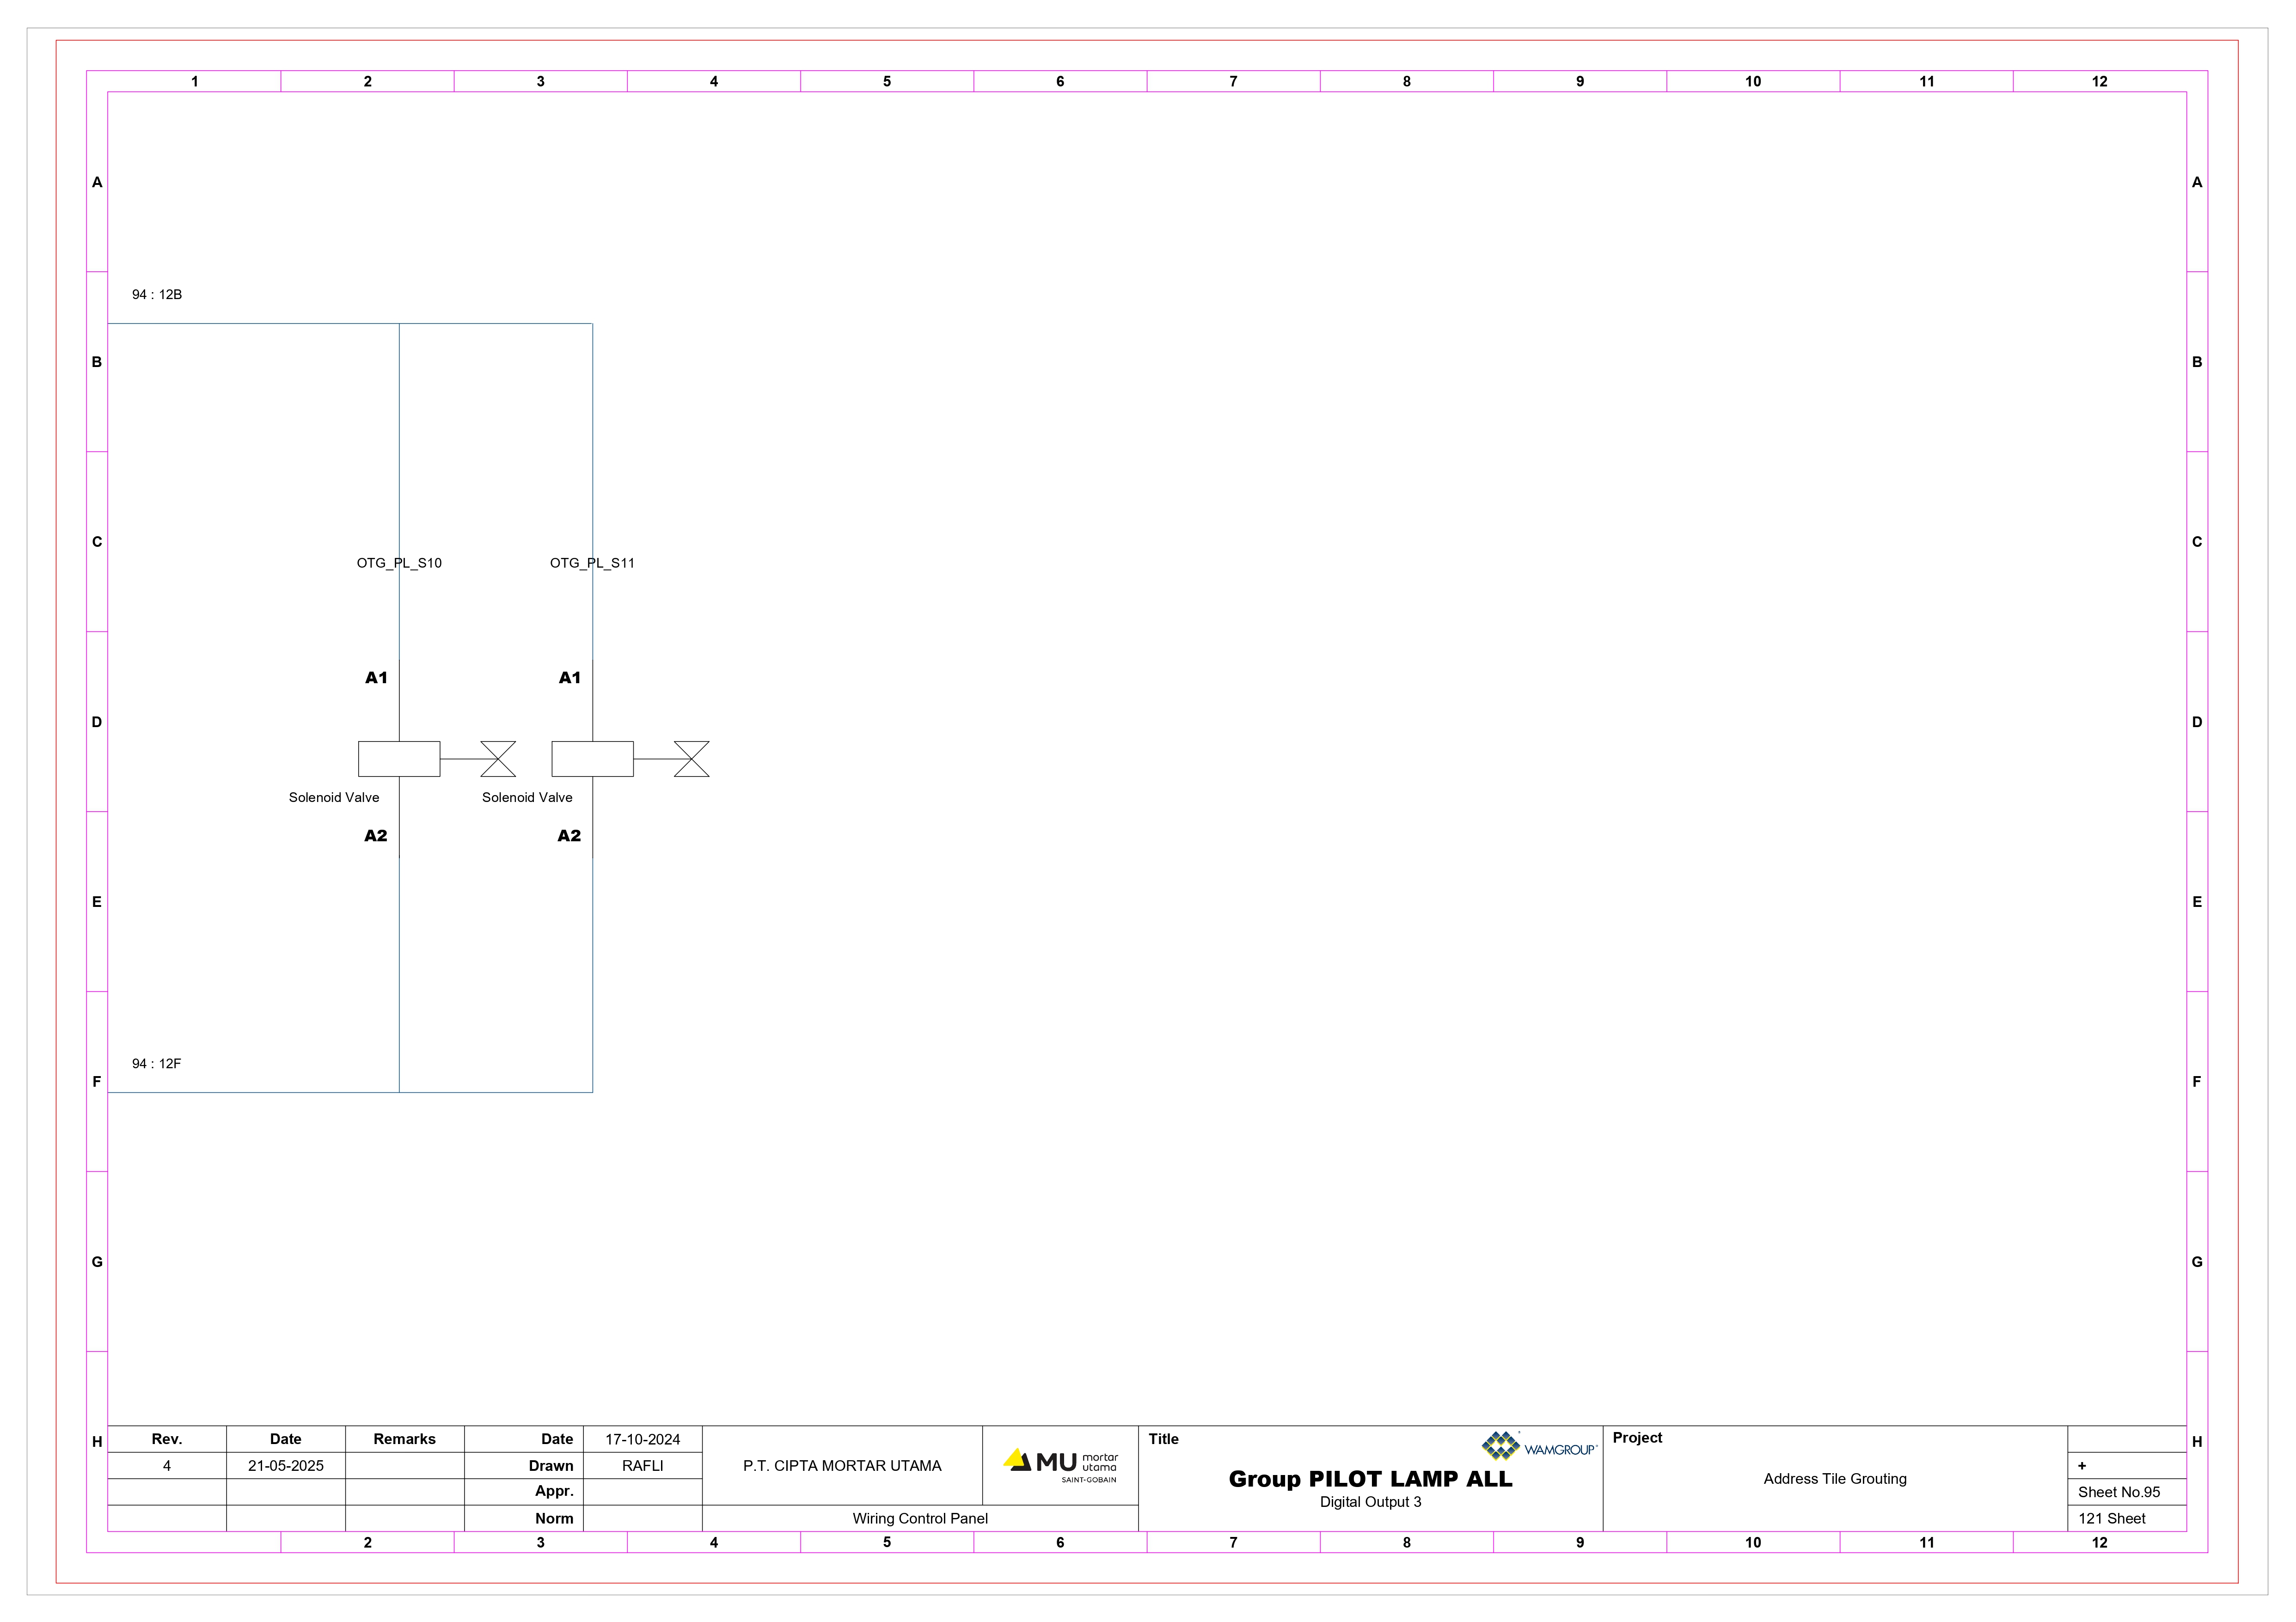 1 2 3 4 5 6 7 8 9 10 11 12
A A
94 : 12B
B B
C C
OTG_PL_S10 OTG_PL_S11
A1 A1
D D
Solenoid Valve Solenoid Valve
A2 A2
E E
94 : 12F
F F
G G
H H
Rev. Date Remarks Date 17-10-2024
4 21-05-2025 Drawn RAFLI
Appr.
Norm
P.T. CIPTA MORTAR UTAMA
MU mortar
utama
SAINT-GOBAIN
Wiring Control Panel
Title
WAMGROUP®
Group PILOT LAMP ALL
Digital Output 3
Project
Address Tile Grouting
+
Sheet No.95
121 Sheet
2 3 4 5 6 7 8 9 10 11 12